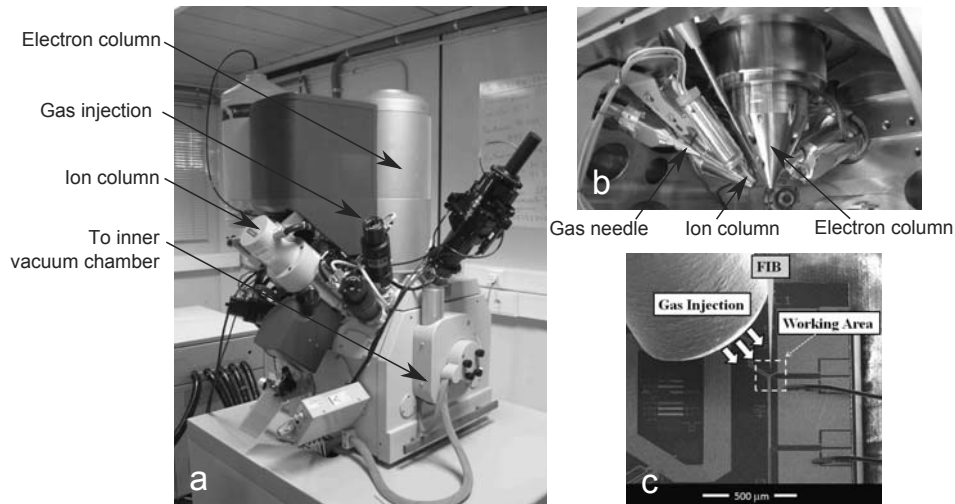 Electron column
Gas injection
Ion column
To inner
vacuum chamber
a
b
Gas needle
Ion column
Electron column
FIB
Gas Injection
Working Area
c
500 µm